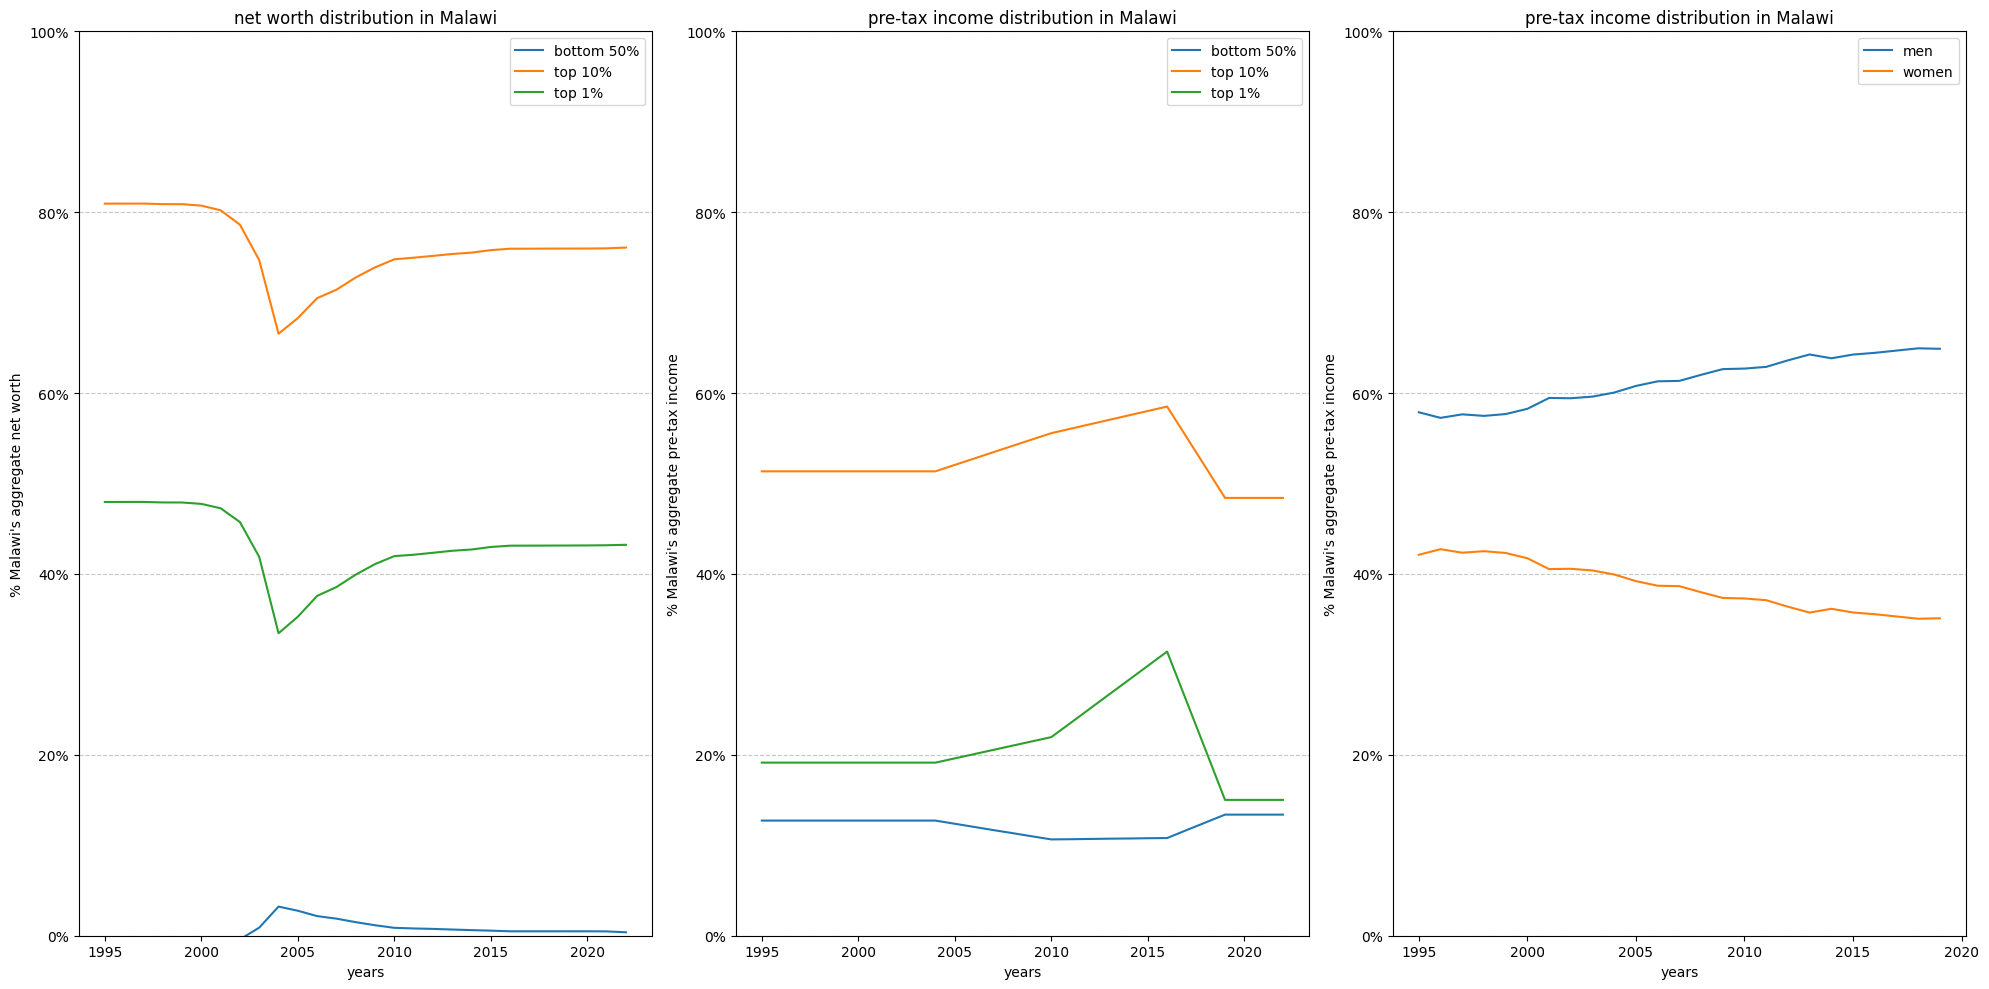 net worth distribution in Malawi
100%
80%
60%
40%
20%
0%
% Malawi's aggregate net worth
bottom 50%
top 10%
top 1%
1995 2000 2005 2010 2015 2020
years
pre-tax income distribution in Malawi
100%
80%
60%
40%
20%
0%
% Malawi's aggregate pre-tax income
bottom 50%
top 10%
top 1%
1995 2000 2005 2010 2015 2020
years
pre-tax income distribution in Malawi
100%
80%
60%
40%
20%
0%
% Malawi's aggregate pre-tax income
men
women
1995 2000 2005 2010 2015 2020
years